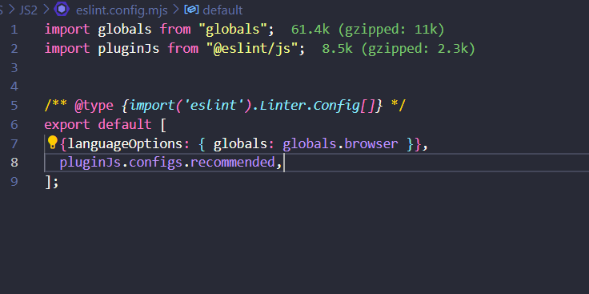 S > JS2 > eslint.config.mjs > default
1 import globals from "globals"; 61.4k (gzipped: 11k)
2 import pluginJs from "@eslint/js"; 8.5k (gzipped: 2.3k)
3
4
5 /** @type {import('eslint').Linter.Config[]} */
6 export default [
7 {languageOptions: { globals: globals.browser }},
8 pluginJs.configs.recommended,
9 ];